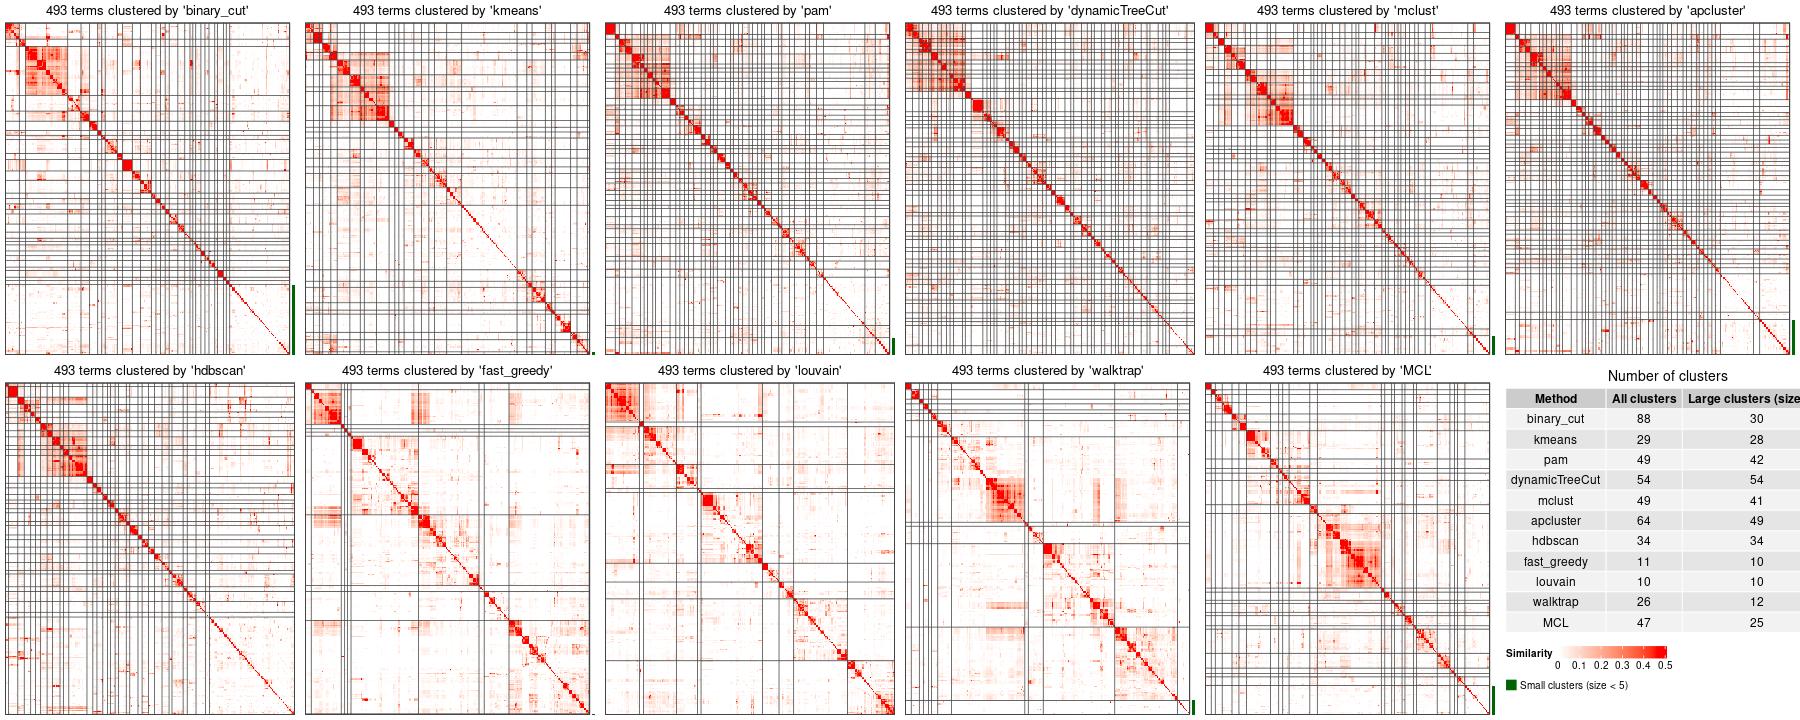 493 terms clustered by 'binary_cut'
493 terms clustered by 'kmeans'
493 terms clustered by 'pam'
493 terms clustered by 'dynamicTreeCut'
493 terms clustered by 'mclust'
493 terms clustered by 'apcluster'
493 terms clustered by 'hdbscan'
493 terms clustered by 'fast_greedy'
493 terms clustered by 'louvain'
493 terms clustered by 'walktrap'
493 terms clustered by 'MCL'
Number of clusters
Method All clusters Large clusters (size
binary_cut 88 30
kmeans 29 28
pam 49 42
dynamicTreeCut 54 54
mclust 49 41
apcluster 64 49
hdbscan 34 34
fast_greedy 11 10
louvain 10 10
walktrap 26 12
MCL 47 25
Similarity
0 0.1 0.2 0.3 0.4 0.5
Small clusters (size < 5)